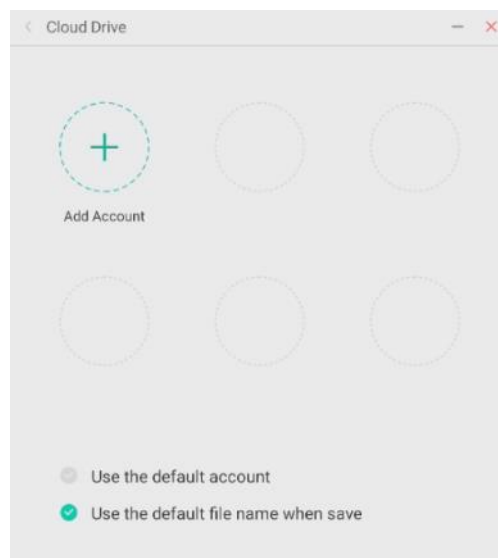 Cloud Drive
Add Account
Use the default account
Use the default file name when save